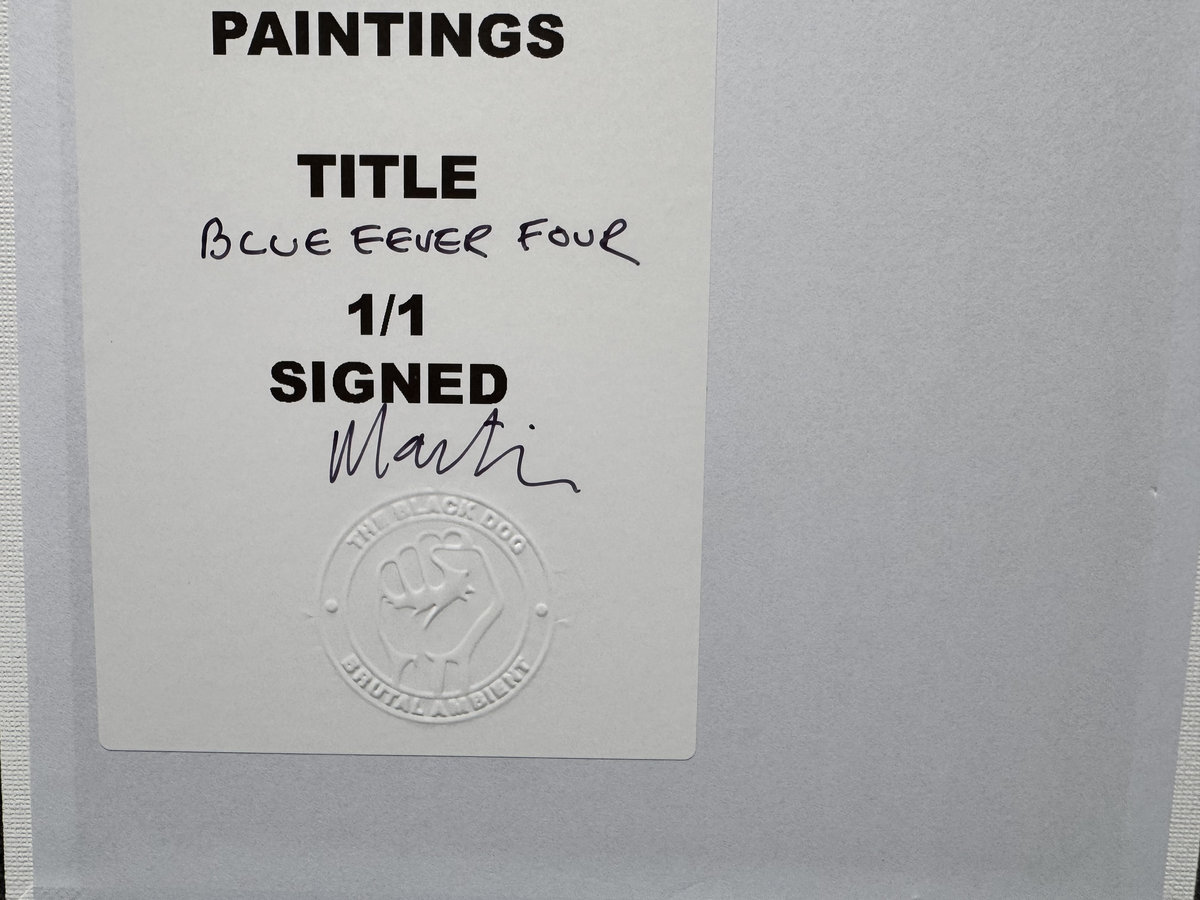 PAINTINGS
TITLE
BLUE FEVER FOUR
1/1
SIGNED
Martin
THE BLACK DOG
BRUTAL AMBIENT